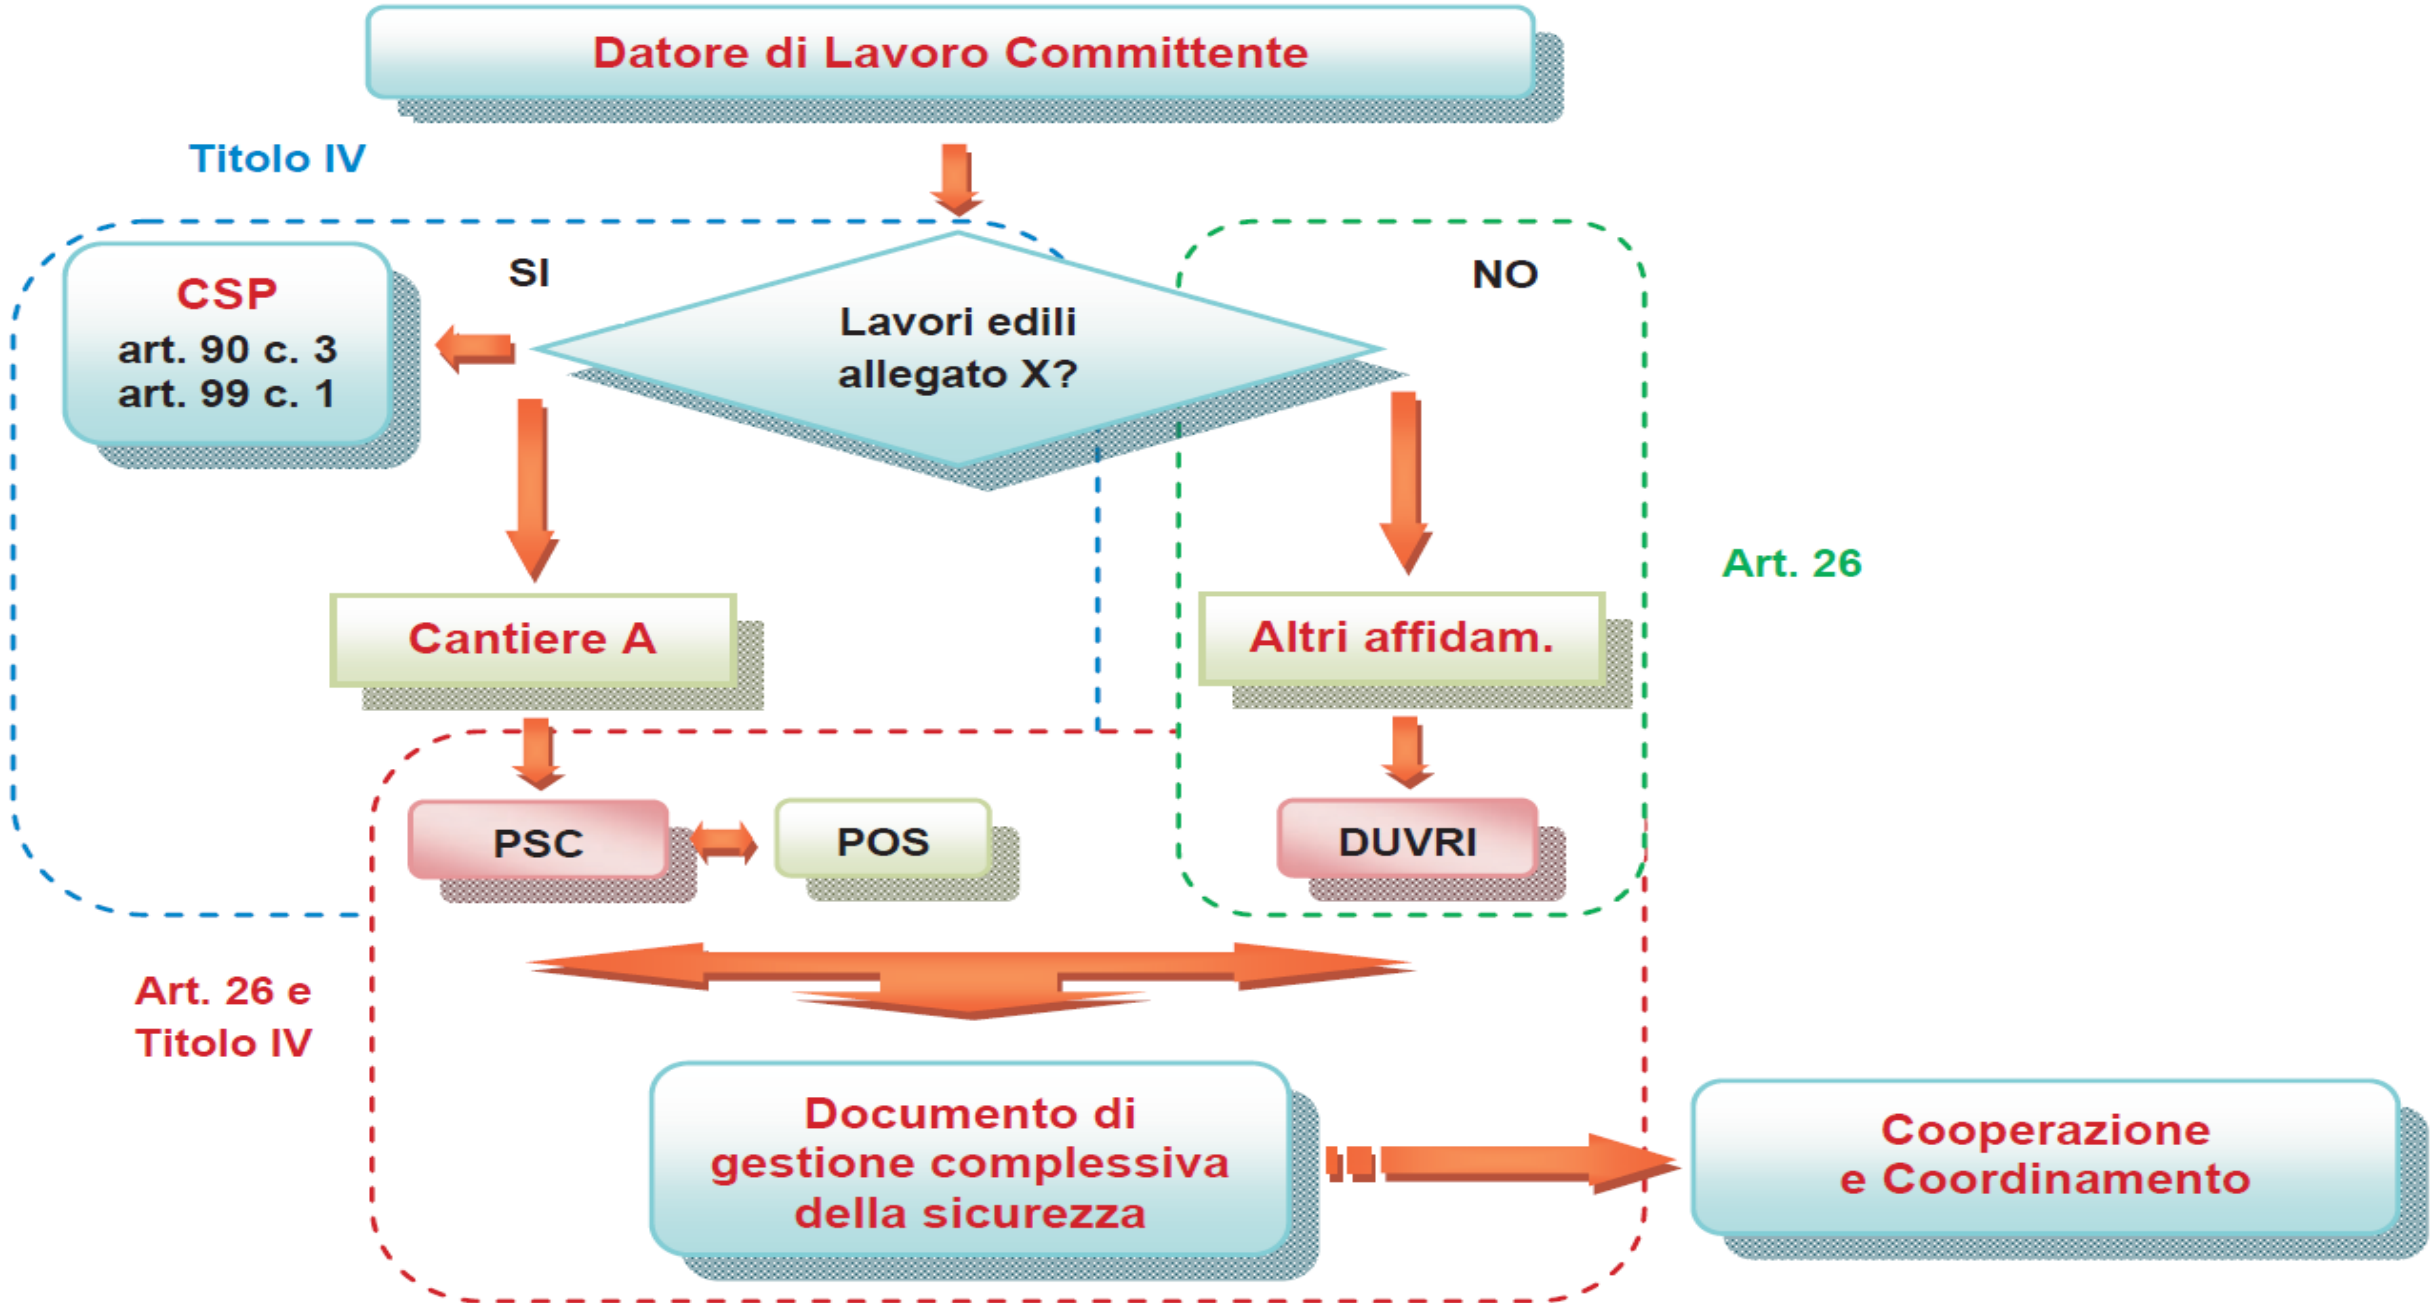 Datore di Lavoro Committente
Titolo IV
SI
NO
CSP
art. 90 c. 3
art. 99 c. 1
Lavori edili
allegato X?
Art. 26
Cantiere A
Altri affidam.
PSC
POS
DUVRI
Art. 26 e
Titolo IV
Documento di
gestione complessiva
della sicurezza
Cooperazione
e Coordinamento